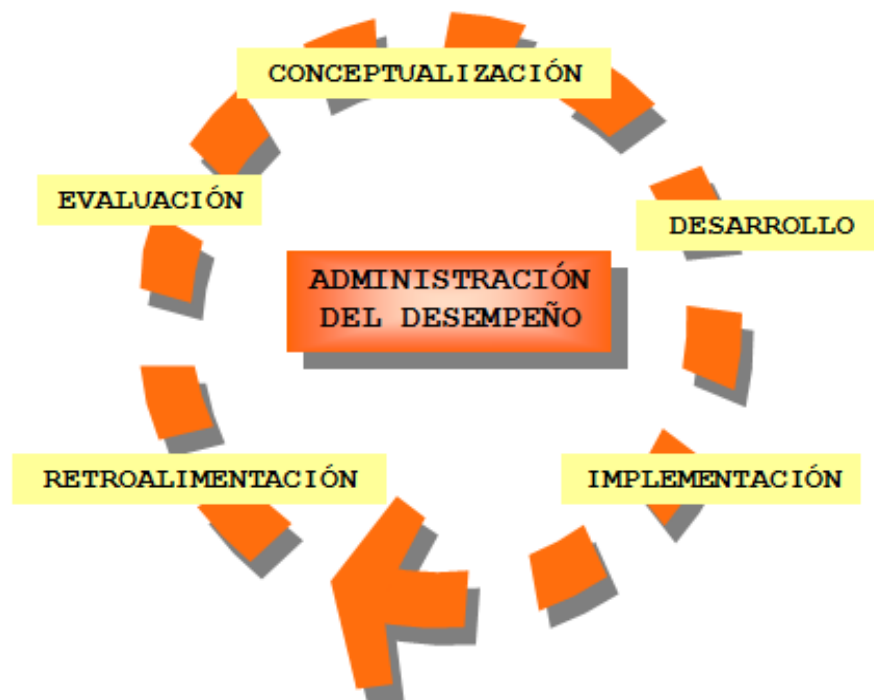 CONCEPTUALIZACIÓN
EVALUACIÓN
DESARROLLO
ADMINISTRACIÓN
DEL DESEMPEÑO
RETROALIMENTACIÓN
IMPLEMENTACIÓN